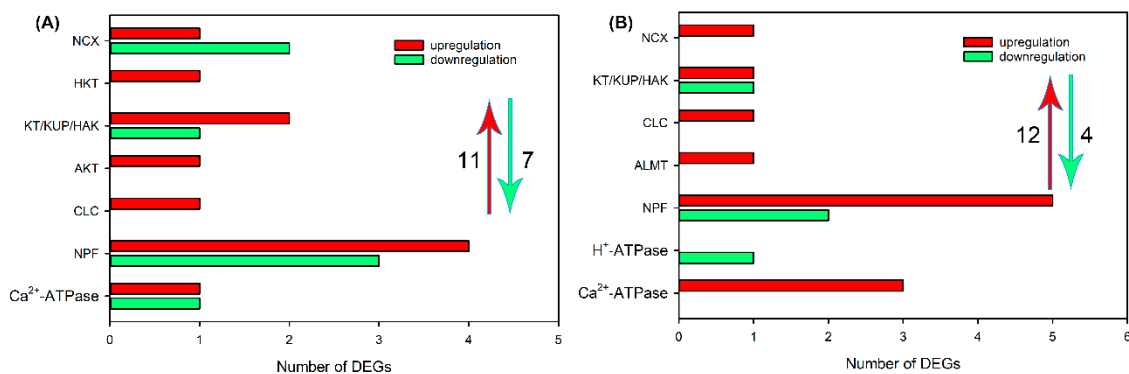 (A)
NCX
HKT
KT/KUP/HAK
AKT
CLC
NPF
Ca²⁺-ATPase
upregulation
downregulation
11 7
0 1 2 3 4 5
Number of DEGs
(B)
NCX
KT/KUP/HAK
CLC
ALMT
NPF
H⁺-ATPase
Ca²⁺-ATPase
upregulation
downregulation
12 4
0 1 2 3 4 5 6
Number of DEGs